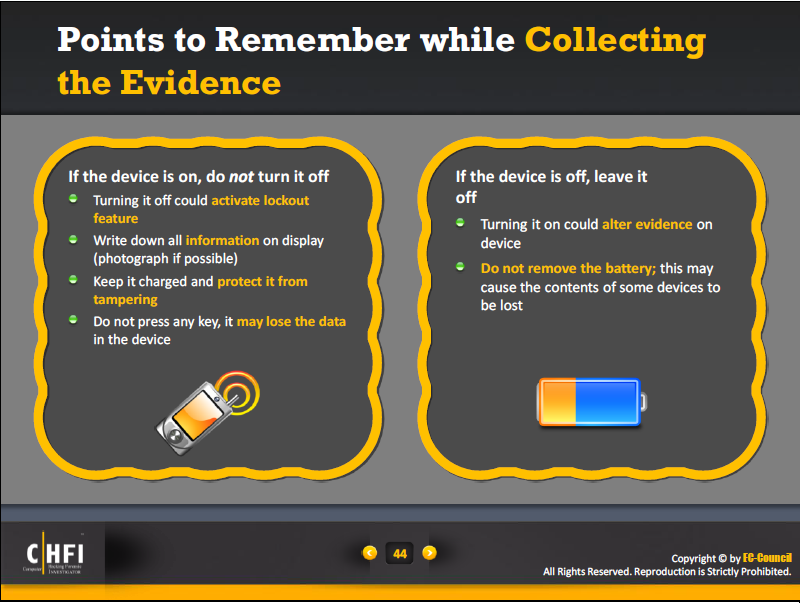 Points to Remember while Collecting
the Evidence
If the device is on, do not turn it off
Turning it off could activate lockout
feature
Write down all information on display
(photograph if possible)
Keep it charged and protect it from
tampering
Do not press any key, it may lose the data
in the device
If the device is off, leave it
off
Turning it on could alter evidence on
device
Do not remove the battery; this may
cause the contents of some devices to
be lost
CHFI
Computer Hacking Forensic
INVESTIGATOR
44
Copyright © by EC-Council
All Rights Reserved. Reproduction is Strictly Prohibited.